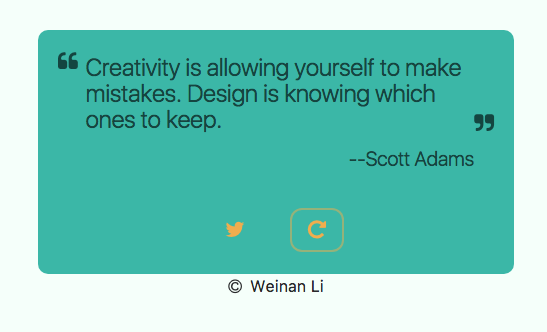 “ Creativity is allowing yourself to make
mistakes. Design is knowing which
ones to keep. ”
--Scott Adams
© Weinan Li